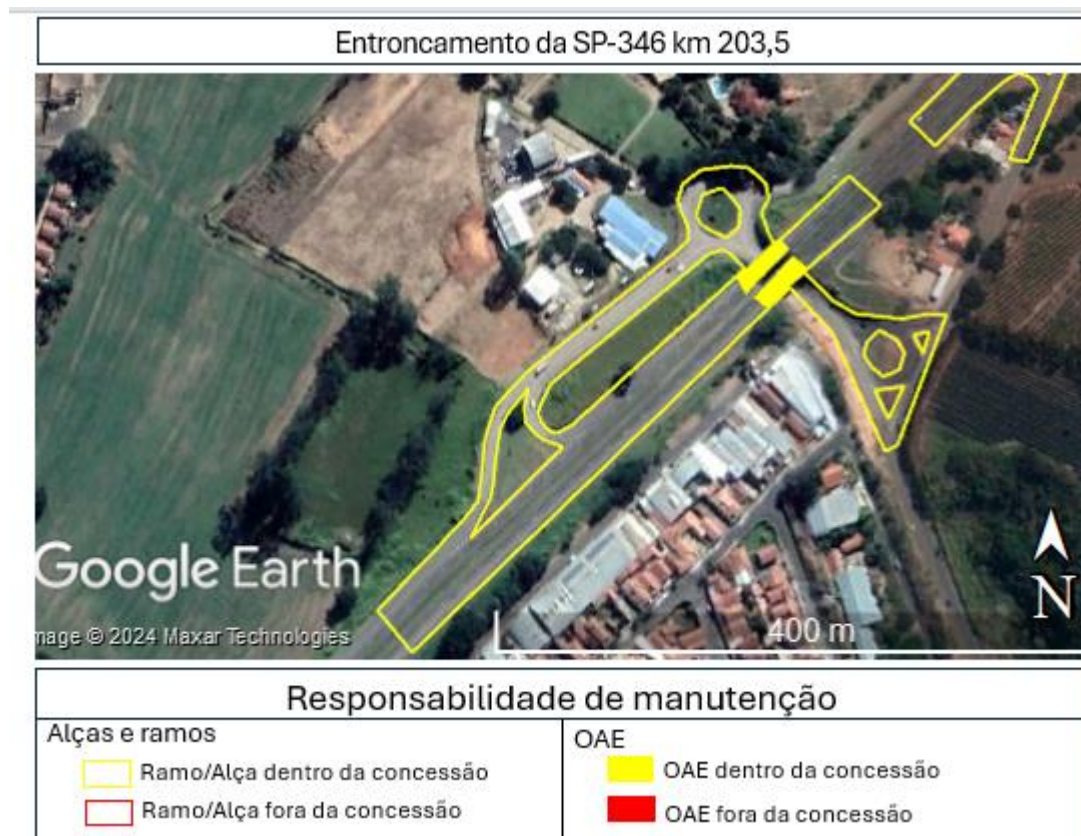 Entroncamento da SP-346 km 203,5
Google Earth
mage © 2024 Maxar Technologies
400 m
N
Responsabilidade de manutenção
Alças e ramos
Ramo/Alça dentro da concessão
Ramo/Alça fora da concessão
OAE
OAE dentro da concessão
OAE fora da concessão